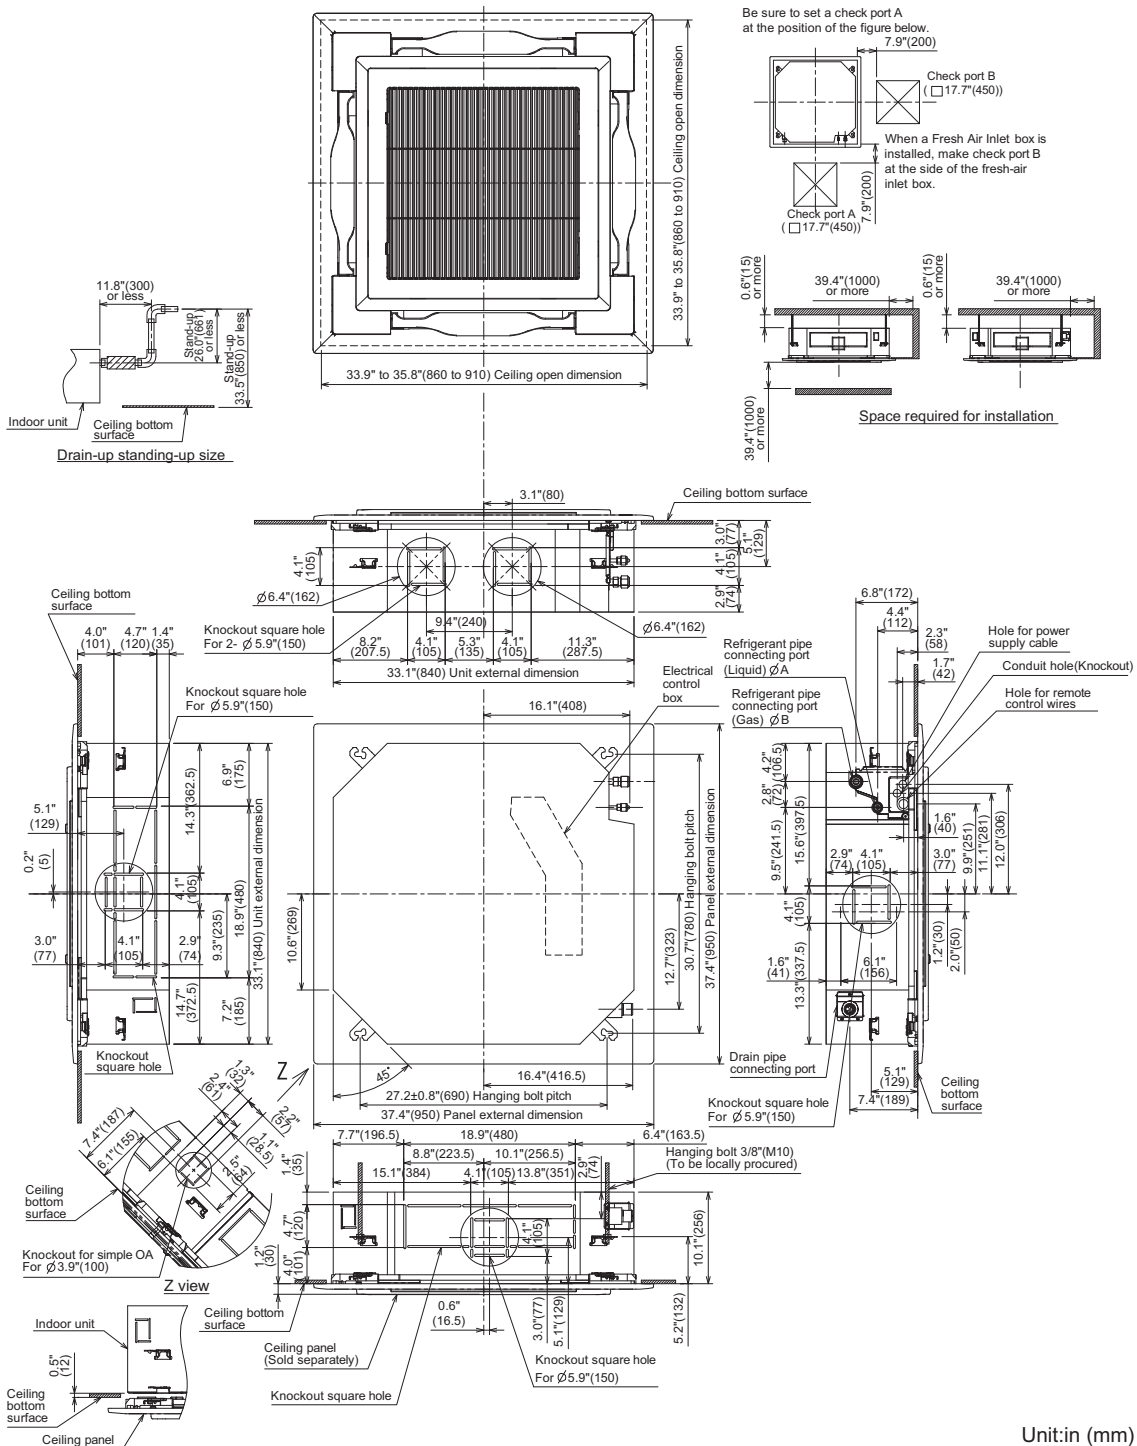 Be sure to set a check port A
at the position of the figure below.
7.9"(200)
Check port B
( □17.7"(450))
When a Fresh Air Inlet box is
installed, make check port B
at the side of the fresh-air
inlet box.
7.9"(200)
Check port A
( □17.7"(450))
33.9" to 35.8"(860 to 910) Ceiling open dimension
33.9" to 35.8"(860 to 910) Ceiling open dimension
11.8"(300)
or less
Stand-up
26.0"(661)
or less
Stand-up
33.5"(850) or less
Indoor unit
Ceiling bottom
surface
Drain-up standing-up size
0.6"(15)
or more
39.4"(1000)
or more
0.6"(15)
or more
39.4"(1000)
or more
39.4"(1000)
or more
Space required for installation
3.1"(80)
Ceiling bottom surface
4.1"
(105)
3.0"
(77)
4.1"
(105)
2.9"
(74)
5.1"
(129)
Ø6.4"(162)
9.4"(240)
Ø6.4"(162)
Knockout square hole
For 2- Ø 5.9"(150)
8.2"
(207.5)
4.1"
(105)
5.3"
(135)
4.1"
(105)
11.3"
(287.5)
33.1"(840) Unit external dimension
Ceiling bottom
surface
4.0"
(101)
4.7"
(120)
1.4"
(35)
Knockout square hole
For Ø5.9"(150)
5.1"
(129)
0.2"
(5)
3.0"
(77)
4.1"
(105)
2.9"
(74)
14.3"(362.5)
4.1"
(105)
14.7"
(372.5)
9.3"(235)
6.9"
(175)
18.9"(480)
7.2"
(185)
33.1"(840) Unit external dimension
Knockout
square hole
Electrical
control
box
16.1"(408)
10.6"(269)
12.7"(323)
30.7"(780) Hanging bolt pitch
37.4"(950) Panel external dimension
45°
16.4"(416.5)
27.2±0.8"(690) Hanging bolt pitch
37.4"(950) Panel external dimension
6.8"(172)
4.4"
(112)
2.3"
(58)
1.7"
(42)
Refrigerant pipe
connecting port
(Liquid) ØA
Refrigerant pipe
connecting port
(Gas) ØB
Hole for power
supply cable
Conduit hole(Knockout)
Hole for remote
control wires
4.2"
(106.5)
2.8"
(72)
9.5"(241.5)
15.6"(397.5)
4.1"
(105)
13.3"(337.5)
1.6"
(40)
9.9"(251)
11.1"(281)
12.0"(306)
2.9"
(74)
4.1"
(105)
3.0"
(77)
1.2"(30)
2.0"(50)
1.6"
(41)
6.1"
(156)
Drain pipe
connecting port
5.1"
(129)
7.4"(189)
Ceiling
bottom
surface
Knockout square hole
For Ø5.9"(150)
Z
1.3"
(32)
2.4"
(61)
2.2"
(57)
1.1"
(28.5)
2.5"
(64)
7.4"(187)
6.1"(155)
Ceiling
bottom
surface
Knockout for simple OA
For Ø3.9"(100)
Z view
7.7"(196.5)
18.9"(480)
6.4"(163.5)
8.8"(223.5)
10.1"(256.5)
15.1"(384)
4.1"(105)
13.8"(351)
2.9"
(74)
Hanging bolt 3/8"(M10)
(To be locally procured)
1.4"
(35)
4.7"
(120)
4.0"
(101)
1.2"
(30)
4.1"
(105)
10.1"(256)
5.2"(132)
0.6"
(16.5)
3.0"(77)
5.1"(129)
Ceiling bottom
surface
Ceiling panel
(Sold separately)
Knockout square hole
Knockout square hole
For Ø5.9"(150)
Indoor unit
0.5"
(12)
Ceiling
bottom
surface
Ceiling panel
Unit:in (mm)